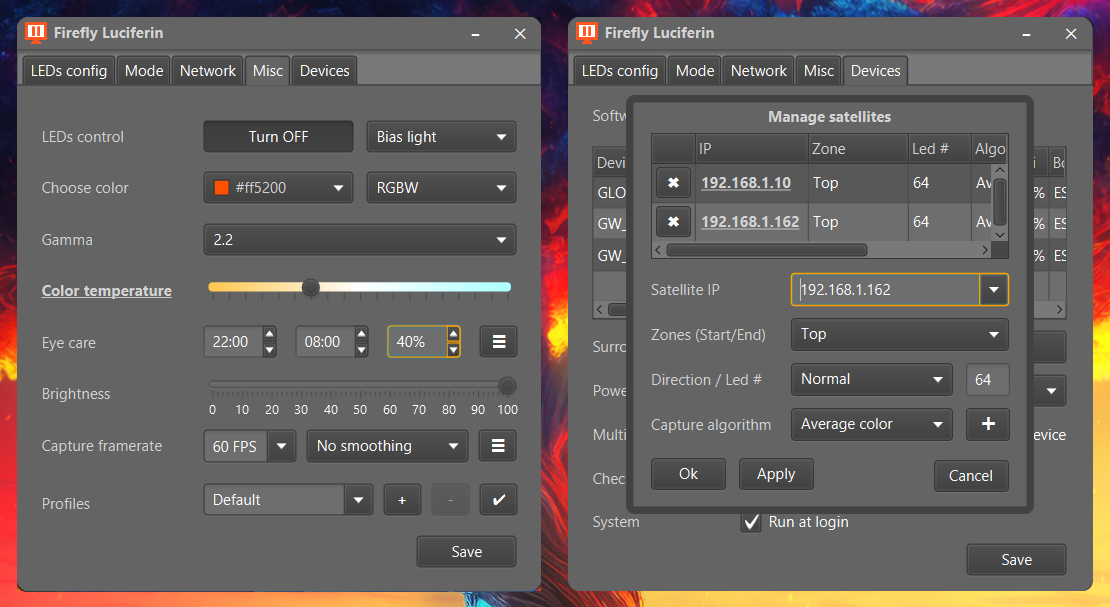 Firefly Luciferin
LEDs config Mode Network Misc Devices
LEDs control Turn OFF Bias light
Choose color #ff5200 RGBW
Gamma 2.2
Color temperature
Eye care 22:00 08:00 40%
Brightness
0 10 20 30 40 50 60 70 80 90 100
Capture framerate 60 FPS No smoothing
Profiles Default + -
Save
Firefly Luciferin
LEDs config Mode Network Misc Devices
Softw
Devi i Bo
GLO % ES
GW_ % ES
GW_ % ES
Surro
Powe
Multi evice
Chec
System Run at login
Save
Manage satellites
IP Zone Led # Algo
192.168.1.10 Top 64 Av
192.168.1.162 Top 64 Av
Satellite IP 192.168.1.162
Zones (Start/End) Top
Direction / Led # Normal 64
Capture algorithm Average color +
Ok Apply Cancel